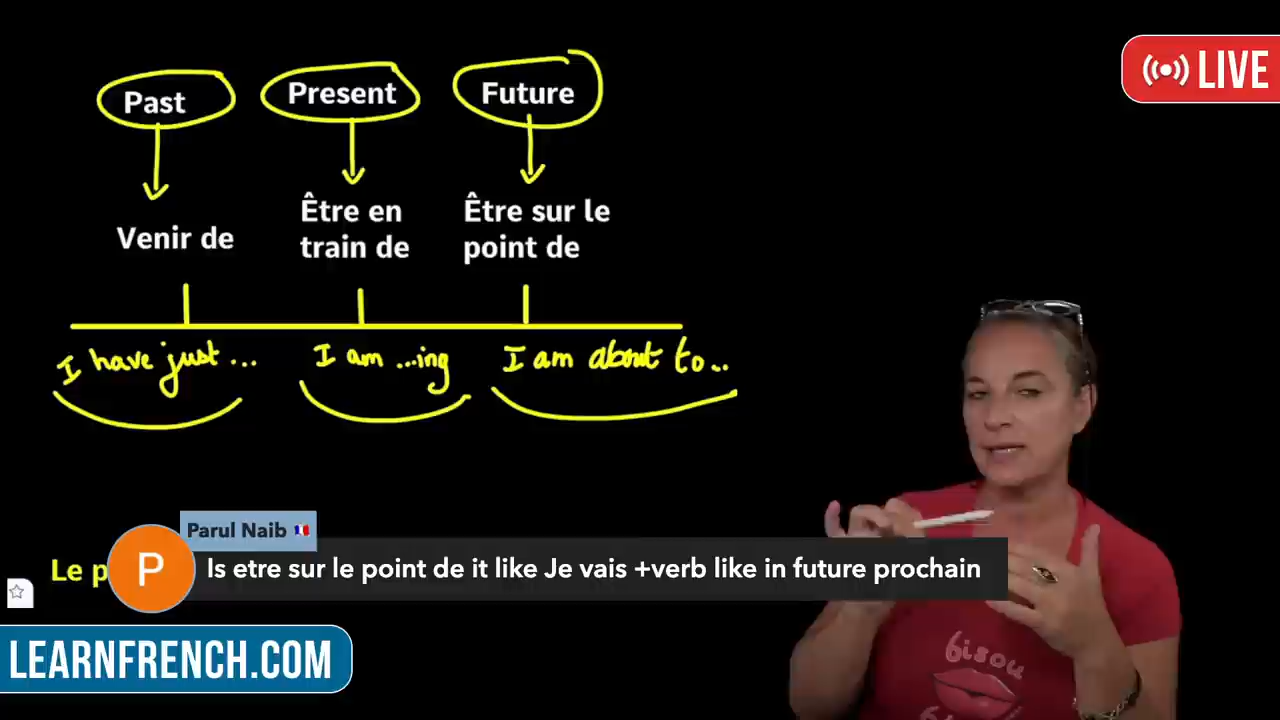 LIVE
Past
Present
Future
Venir de
Être en
train de
Être sur le
point de
I have just ...
I am ...ing
I am about to...
Parul Naib
Le p
P
Is etre sur le point de it like Je vais +verb like in future prochain
LEARNFRENCH.COM
bisou